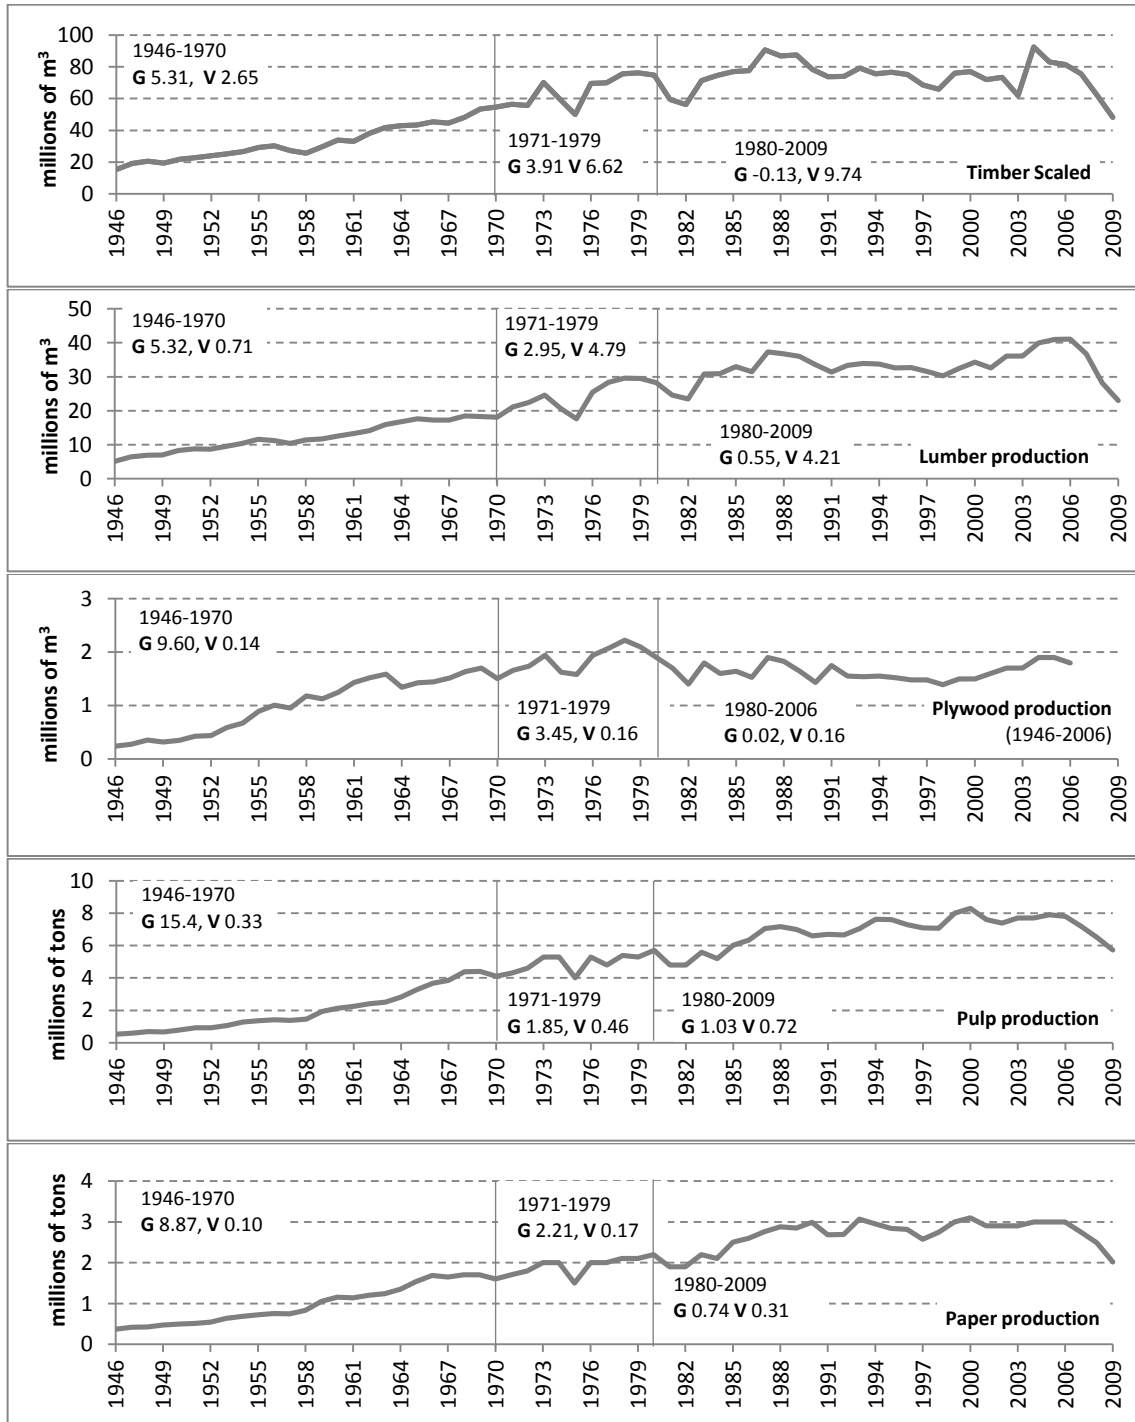 millions of m³
100
80
60
40
20
0
1946-1970
G 5.31, V 2.65
1971-1979
G 3.91 V 6.62
1980-2009
G -0.13, V 9.74
Timber Scaled
1946 1949 1952 1955 1958 1961 1964 1967 1970 1973 1976 1979 1982 1985 1988 1991 1994 1997 2000 2003 2006 2009
millions of m³
50
40
30
20
10
0
1946-1970
G 5.32, V 0.71
1971-1979
G 2.95, V 4.79
1980-2009
G 0.55, V 4.21
Lumber production
1946 1949 1952 1955 1958 1961 1964 1967 1970 1973 1976 1979 1982 1985 1988 1991 1994 1997 2000 2003 2006 2009
millions of m³
3
2
1
0
1946-1970
G 9.60, V 0.14
1971-1979
G 3.45, V 0.16
1980-2006
G 0.02, V 0.16
Plywood production
(1946-2006)
1946 1949 1952 1955 1958 1961 1964 1967 1970 1973 1976 1979 1982 1985 1988 1991 1994 1997 2000 2003 2006 2009
millions of tons
10
8
6
4
2
0
1946-1970
G 15.4, V 0.33
1971-1979
G 1.85, V 0.46
1980-2009
G 1.03 V 0.72
Pulp production
1946 1949 1952 1955 1958 1961 1964 1967 1970 1973 1976 1979 1982 1985 1988 1991 1994 1997 2000 2003 2006 2009
millions of tons
4
3
2
1
0
1946-1970
G 8.87, V 0.10
1971-1979
G 2.21, V 0.17
1980-2009
G 0.74 V 0.31
Paper production
1946 1949 1952 1955 1958 1961 1964 1967 1970 1973 1976 1979 1982 1985 1988 1991 1994 1997 2000 2003 2006 2009